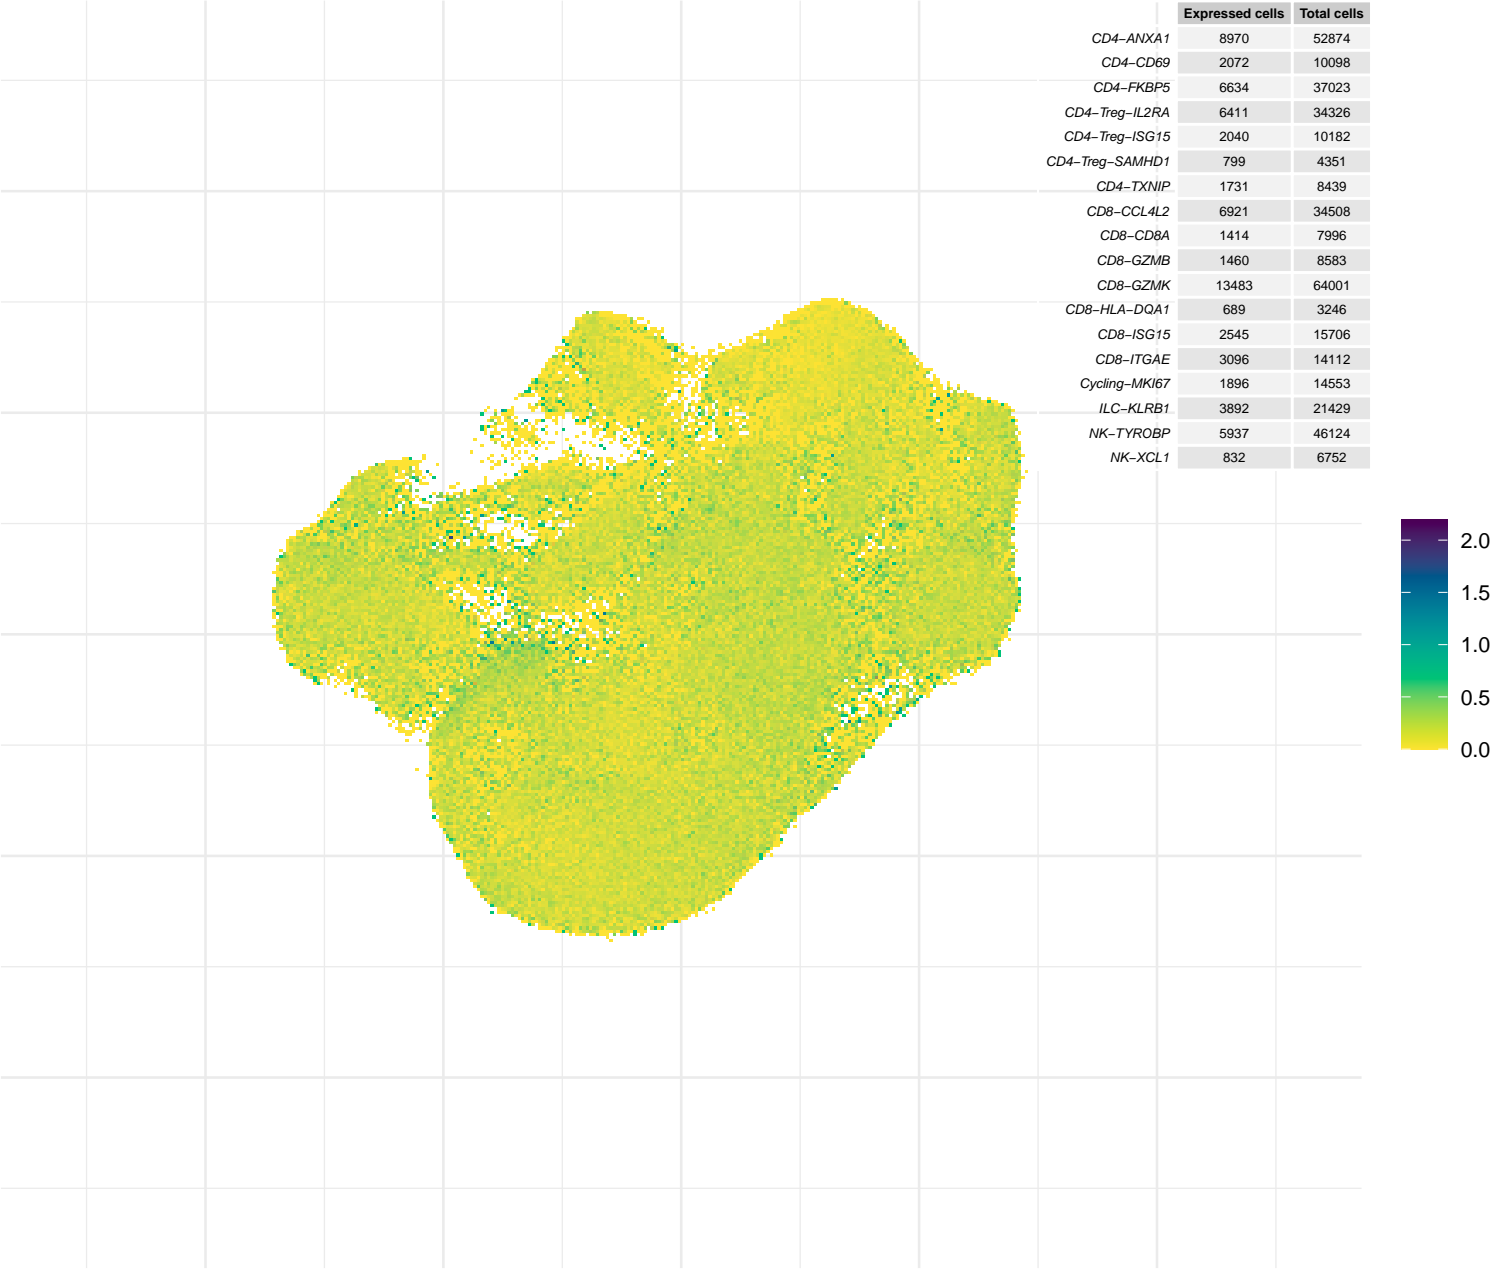 Expressed cells Total cells
CD4−ANXA1 8970 52874
CD4−CD69 2072 10098
CD4−FKBP5 6634 37023
CD4−Treg−IL2RA 6411 34326
CD4−Treg−ISG15 2040 10182
CD4−Treg−SAMHD1 799 4351
CD4−TXNIP 1731 8439
CD8−CCL4L2 6921 34508
CD8−CD8A 1414 7996
CD8−GZMB 1460 8583
CD8−GZMK 13483 64001
CD8−HLA−DQA1 689 3246
CD8−ISG15 2545 15706
CD8−ITGAE 3096 14112
Cycling−MKI67 1896 14553
ILC−KLRB1 3892 21429
NK−TYROBP 5937 46124
NK−XCL1 832 6752
2.0
1.5
1.0
0.5
0.0